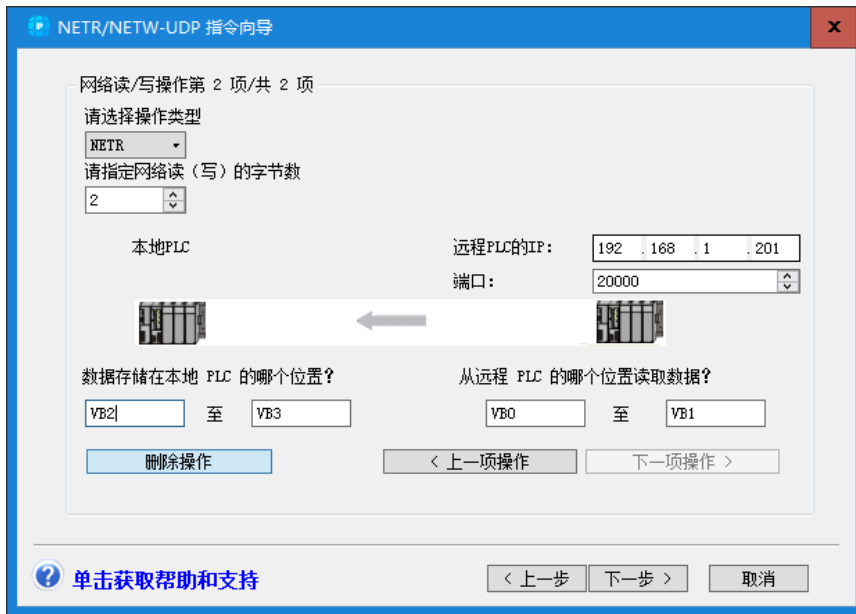 NETR/NETW-UDP 指令向导
x
网络读/写操作第 2 项/共 2 项
请选择操作类型
NETR
请指定网络读（写）的字节数
2
本地PLC 远程PLC的IP: 192 .168 .1 .201
端口: 20000
数据存储在本地 PLC 的哪个位置? 从远程 PLC 的哪个位置读取数据?
VB2 至 VB3 VB0 至 VB1
删除操作 < 上一项操作 下一项操作 >
? 单击获取帮助和支持 < 上一步 下一步 > 取消